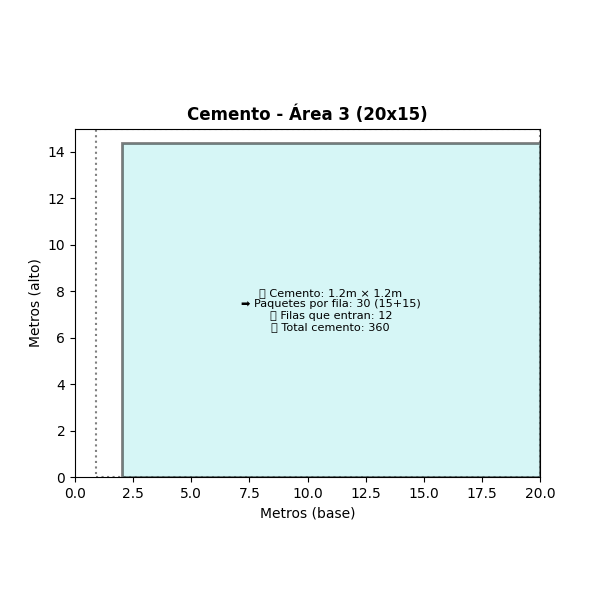 Cemento - Área 3 (20x15)
14
12
10
8
6
4
2
0
Metros (alto)
▯ Cemento: 1.2m × 1.2m
➡ Paquetes por fila: 30 (15+15)
▯ Filas que entran: 12
▯ Total cemento: 360
0.0 2.5 5.0 7.5 10.0 12.5 15.0 17.5 20.0
Metros (base)